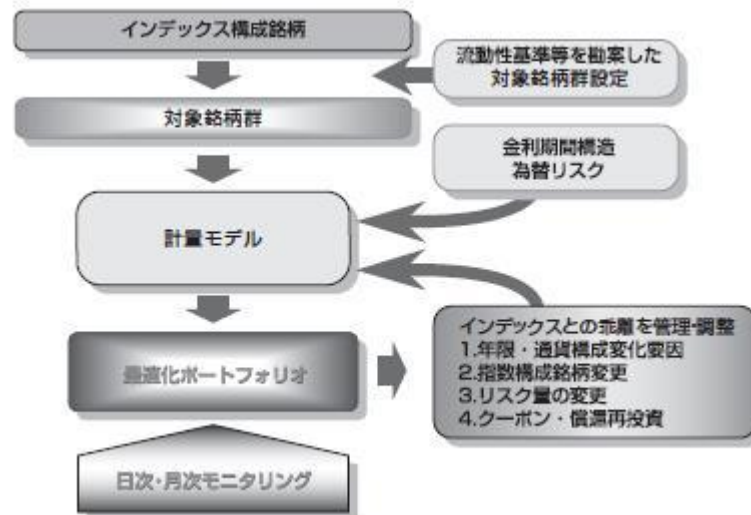 インデックス構成銘柄
流動性基準等を勘案した
対象銘柄群設定
対象銘柄群
金利期間構造
為替リスク
計量モデル
インデックスとの乖離を管理・調整
1.年限・通貨構成変化要因
2.指数構成銘柄変更
3.リスク量の変更
4.クーポン・償還再投資
最適化ポートフォリオ
日次・月次モニタリング